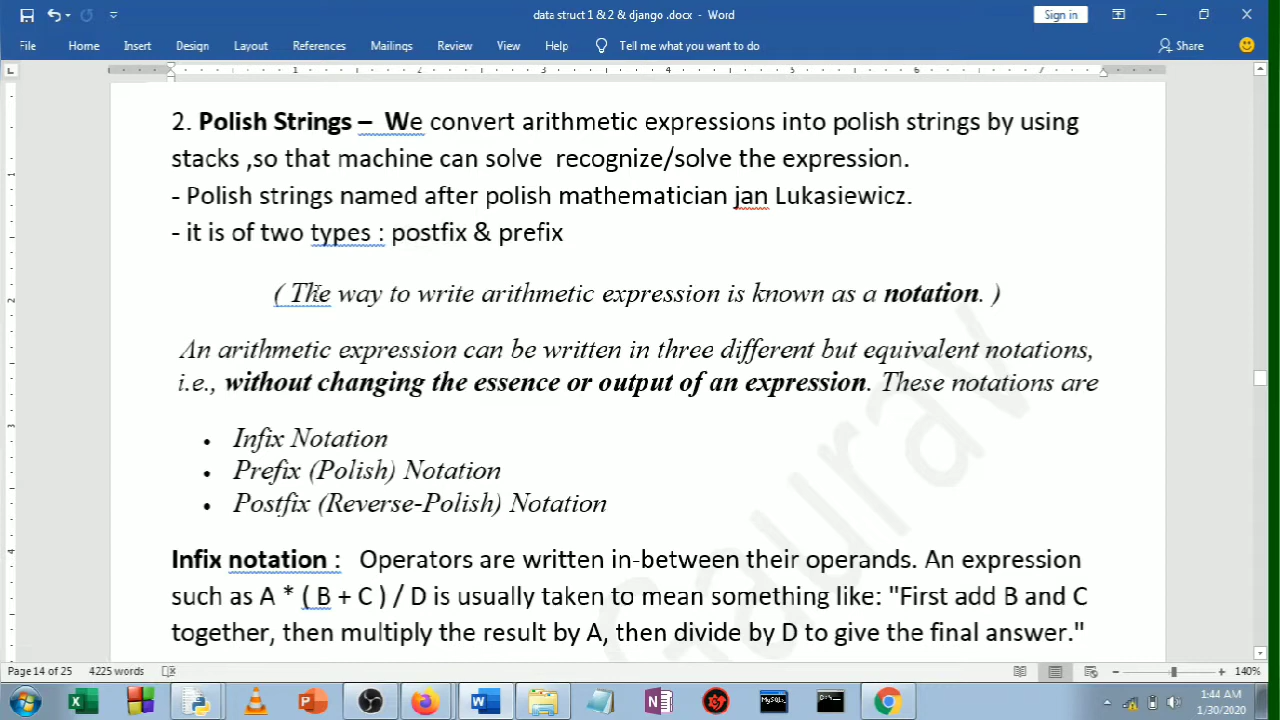 data struct 1 & 2 & django .docx - Word
Sign in
File Home Insert Design Layout References Mailings Review View Help Tell me what you want to do Share
1 2 3 4 5 6 7
2. Polish Strings – We convert arithmetic expressions into polish strings by using
stacks ,so that machine can solve recognize/solve the expression.
- Polish strings named after polish mathematician jan Lukasiewicz.
- it is of two types : postfix & prefix
( The way to write arithmetic expression is known as a notation. )
An arithmetic expression can be written in three different but equivalent notations,
i.e., without changing the essence or output of an expression. These notations are
• Infix Notation
• Prefix (Polish) Notation
• Postfix (Reverse-Polish) Notation
Infix notation : Operators are written in-between their operands. An expression
such as A * ( B + C ) / D is usually taken to mean something like: "First add B and C
together, then multiply the result by A, then divide by D to give the final answer."
Gaurav
Page 14 of 25 4225 words 140%
1:44 AM
1/30/2020